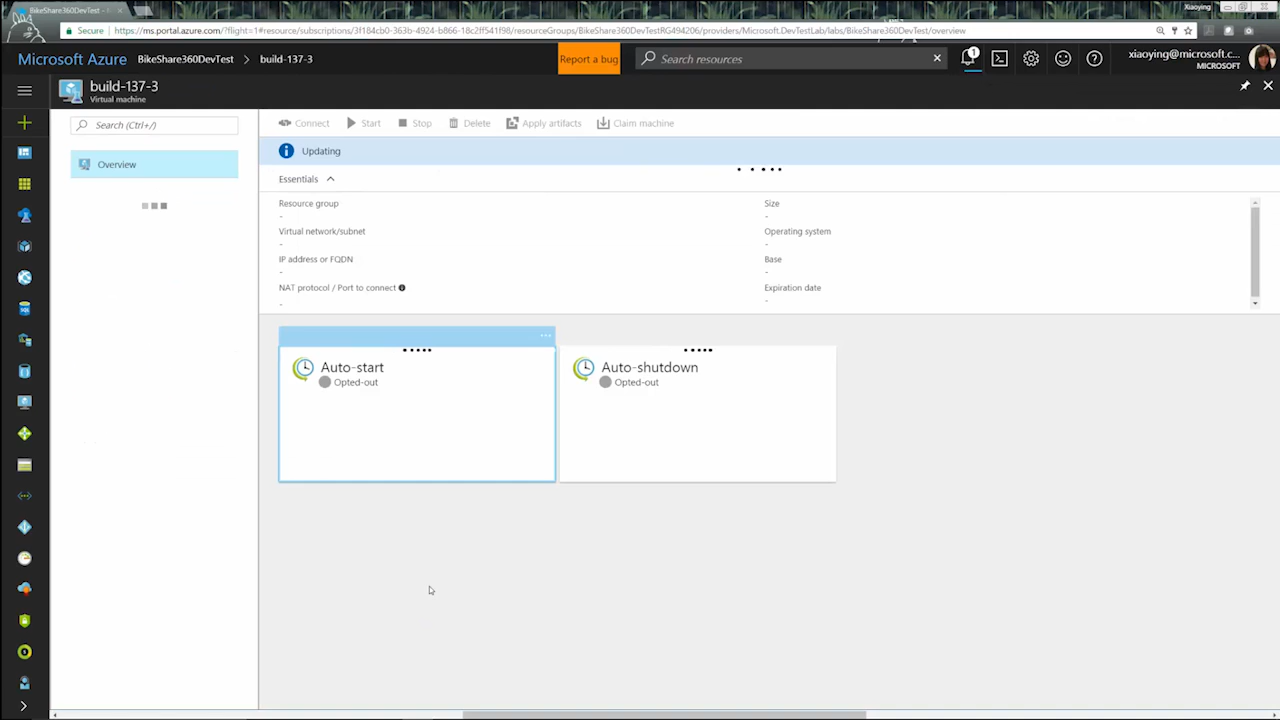 BikeShare360DevTest -
Xiaoying
Secure
https://ms.portal.azure.com/?flight=1#resource/subscriptions/3f184cb0-363b-4924-b866-18c2ff541f98/resourceGroups/BikeShare360DevTestRG494206/providers/Microsoft.DevTestLab/labs/BikeShare360DevTest/overview
Microsoft Azure BikeShare360DevTest > build-137-3
Report a bug
Search resources
1
xiaoying@microsoft.c...
MICROSOFT
build-137-3
Virtual machine
Search (Ctrl+/)
Connect Start Stop Delete Apply artifacts Claim machine
Updating
Overview
Essentials
Resource group
-
Size
-
Virtual network/subnet
-
Operating system
-
IP address or FQDN
-
Base
-
NAT protocol / Port to connect
-
Expiration date
-
Auto-start
Opted-out
Auto-shutdown
Opted-out